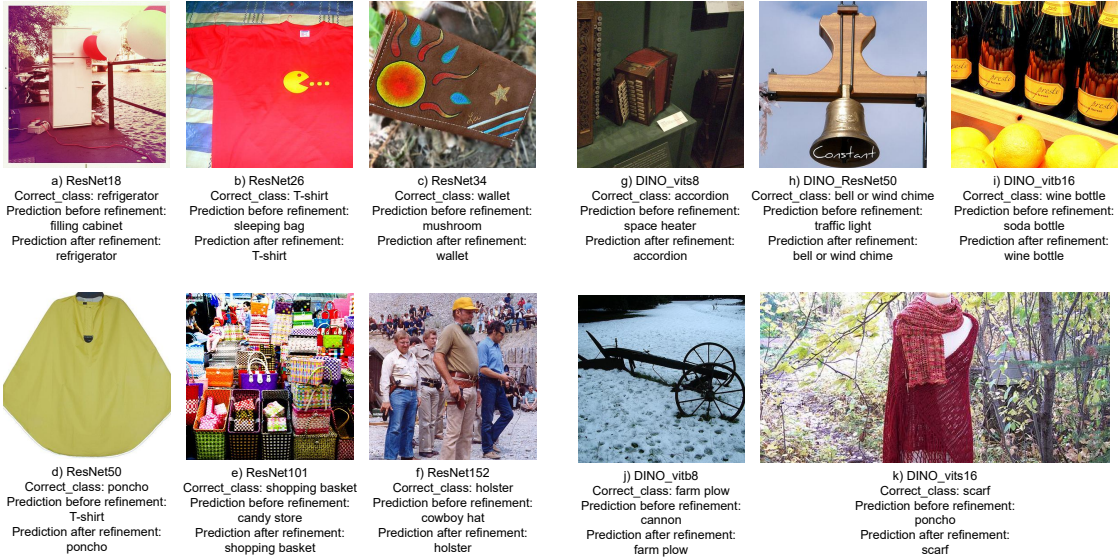 Constant
Bresti
Bresti
Bresti
a) ResNet18
Correct_class: refrigerator
Prediction before refinement:
filling cabinet
Prediction after refinement:
refrigerator
b) ResNet26
Correct_class: T-shirt
Prediction before refinement:
sleeping bag
Prediction after refinement:
T-shirt
c) ResNet34
Correct_class: wallet
Prediction before refinement:
mushroom
Prediction after refinement:
wallet
g) DINO_vits8
Correct_class: accordion
Prediction before refinement:
space heater
Prediction after refinement:
accordion
h) DINO_ResNet50
Correct_class: bell or wind chime
Prediction before refinement:
traffic light
Prediction after refinement:
bell or wind chime
i) DINO_vitb16
Correct_class: wine bottle
Prediction before refinement:
soda bottle
Prediction after refinement:
wine bottle
d) ResNet50
Correct_class: poncho
Prediction before refinement:
T-shirt
Prediction after refinement:
poncho
e) ResNet101
Correct_class: shopping basket
Prediction before refinement:
candy store
Prediction after refinement:
shopping basket
f) ResNet152
Correct_class: holster
Prediction before refinement:
cowboy hat
Prediction after refinement:
holster
j) DINO_vitb8
Correct_class: farm plow
Prediction before refinement:
cannon
Prediction after refinement:
farm plow
k) DINO_vits16
Correct_class: scarf
Prediction before refinement:
poncho
Prediction after refinement:
scarf